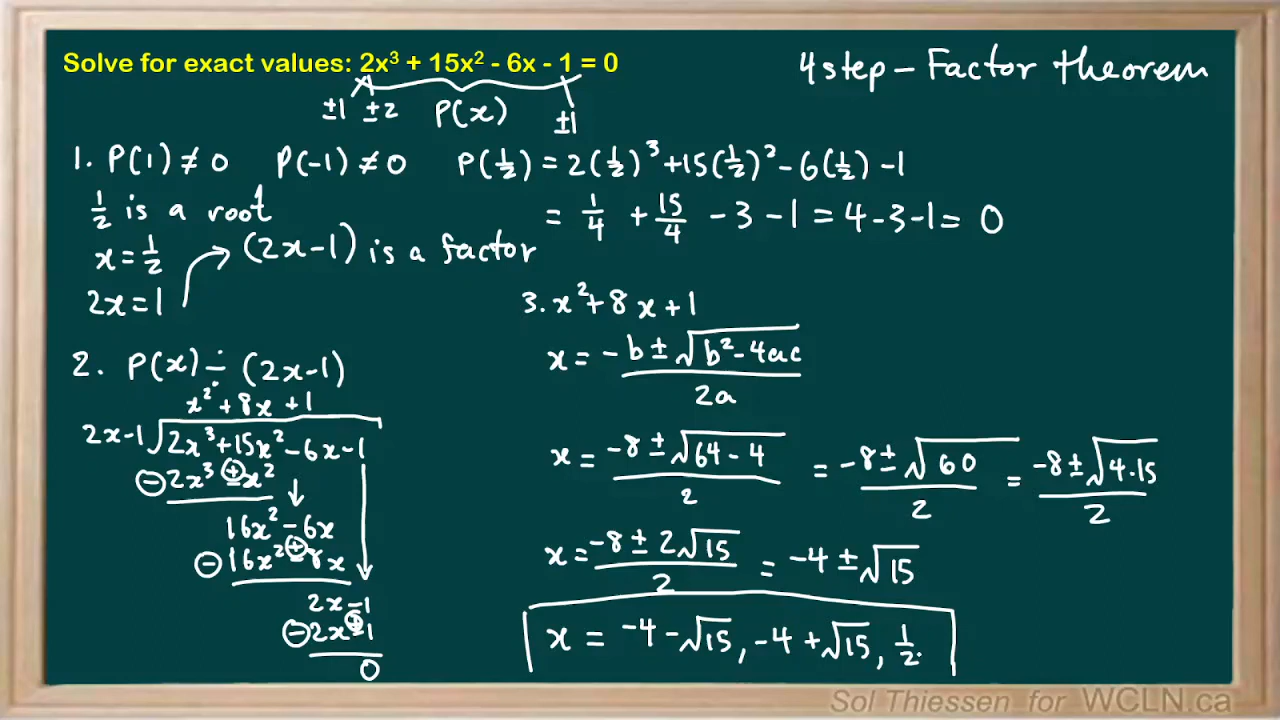 Solve for exact values: 2x³ + 15x² - 6x - 1 = 0
4 step – Factor theorem
±1 ±2 P(x) ±1
1. P(1) ≠ 0 P(-1) ≠ 0 P(½) = 2(½)³ + 15(½)² - 6(½) - 1
½ is a root
= 1/4 + 15/4 - 3 - 1 = 4 - 3 - 1 = 0
x = ½
(2x-1) is a factor
2x = 1
2. P(x) ÷ (2x-1)
x² + 8x + 1
2x-1 √2x³ + 15x² - 6x - 1
⊖ 2x³ ⊕ x²
16x² - 6x
⊖ 16x² ⊕ 8x
2x - 1
⊖ 2x ⊕ 1
0
3. x² + 8x + 1
x = (-b ± √(b² - 4ac)) / 2a
x = (-8 ± √(64 - 4)) / 2 = (-8 ± √60) / 2 = (-8 ± √(4·15)) / 2
x = (-8 ± 2√15) / 2 = -4 ± √15
x = -4 - √15, -4 + √15, ½.
Sol Thiessen for WCLN.ca